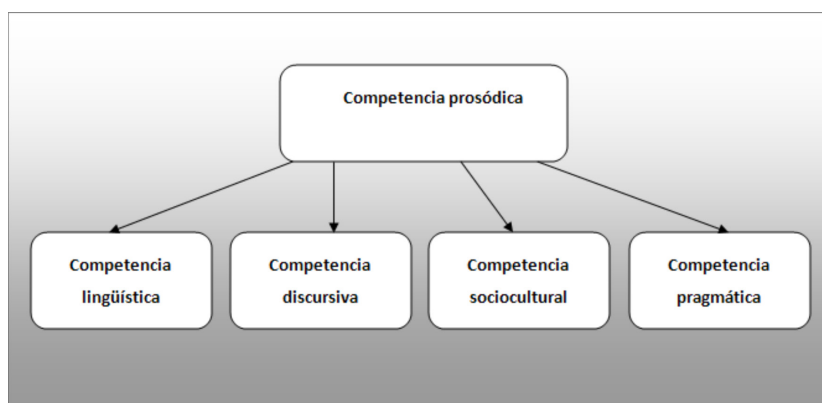 Competencia prosódica
Competencia
lingüística
Competencia
discursiva
Competencia
sociocultural
Competencia
pragmática